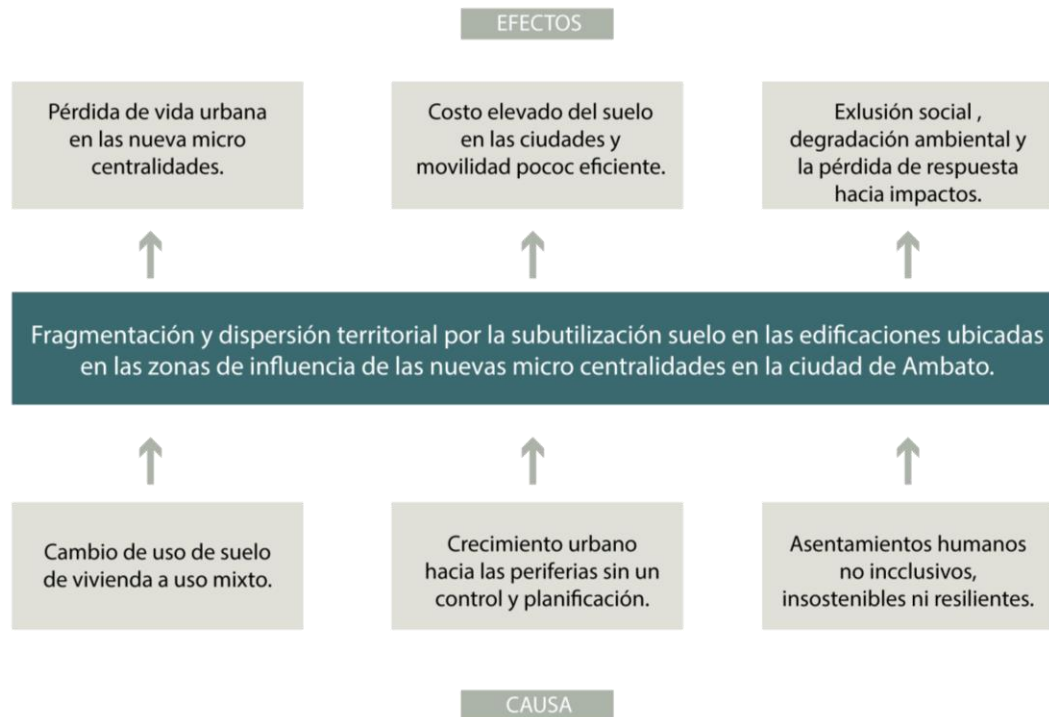 EFECTOS
Pérdida de vida urbana
en las nueva micro
centralidades.
Costo elevado del suelo
en las ciudades y
movilidad pococ eficiente.
Exlusión social ,
degradación ambiental y
la pérdida de respuesta
hacia impactos.
Fragmentación y dispersión territorial por la subutilización suelo en las edificaciones ubicadas
en las zonas de influencia de las nuevas micro centralidades en la ciudad de Ambato.
Cambio de uso de suelo
de vivienda a uso mixto.
Crecimiento urbano
hacia las periferias sin un
control y planificación.
Asentamientos humanos
no incclusivos,
insostenibles ni resilientes.
CAUSA